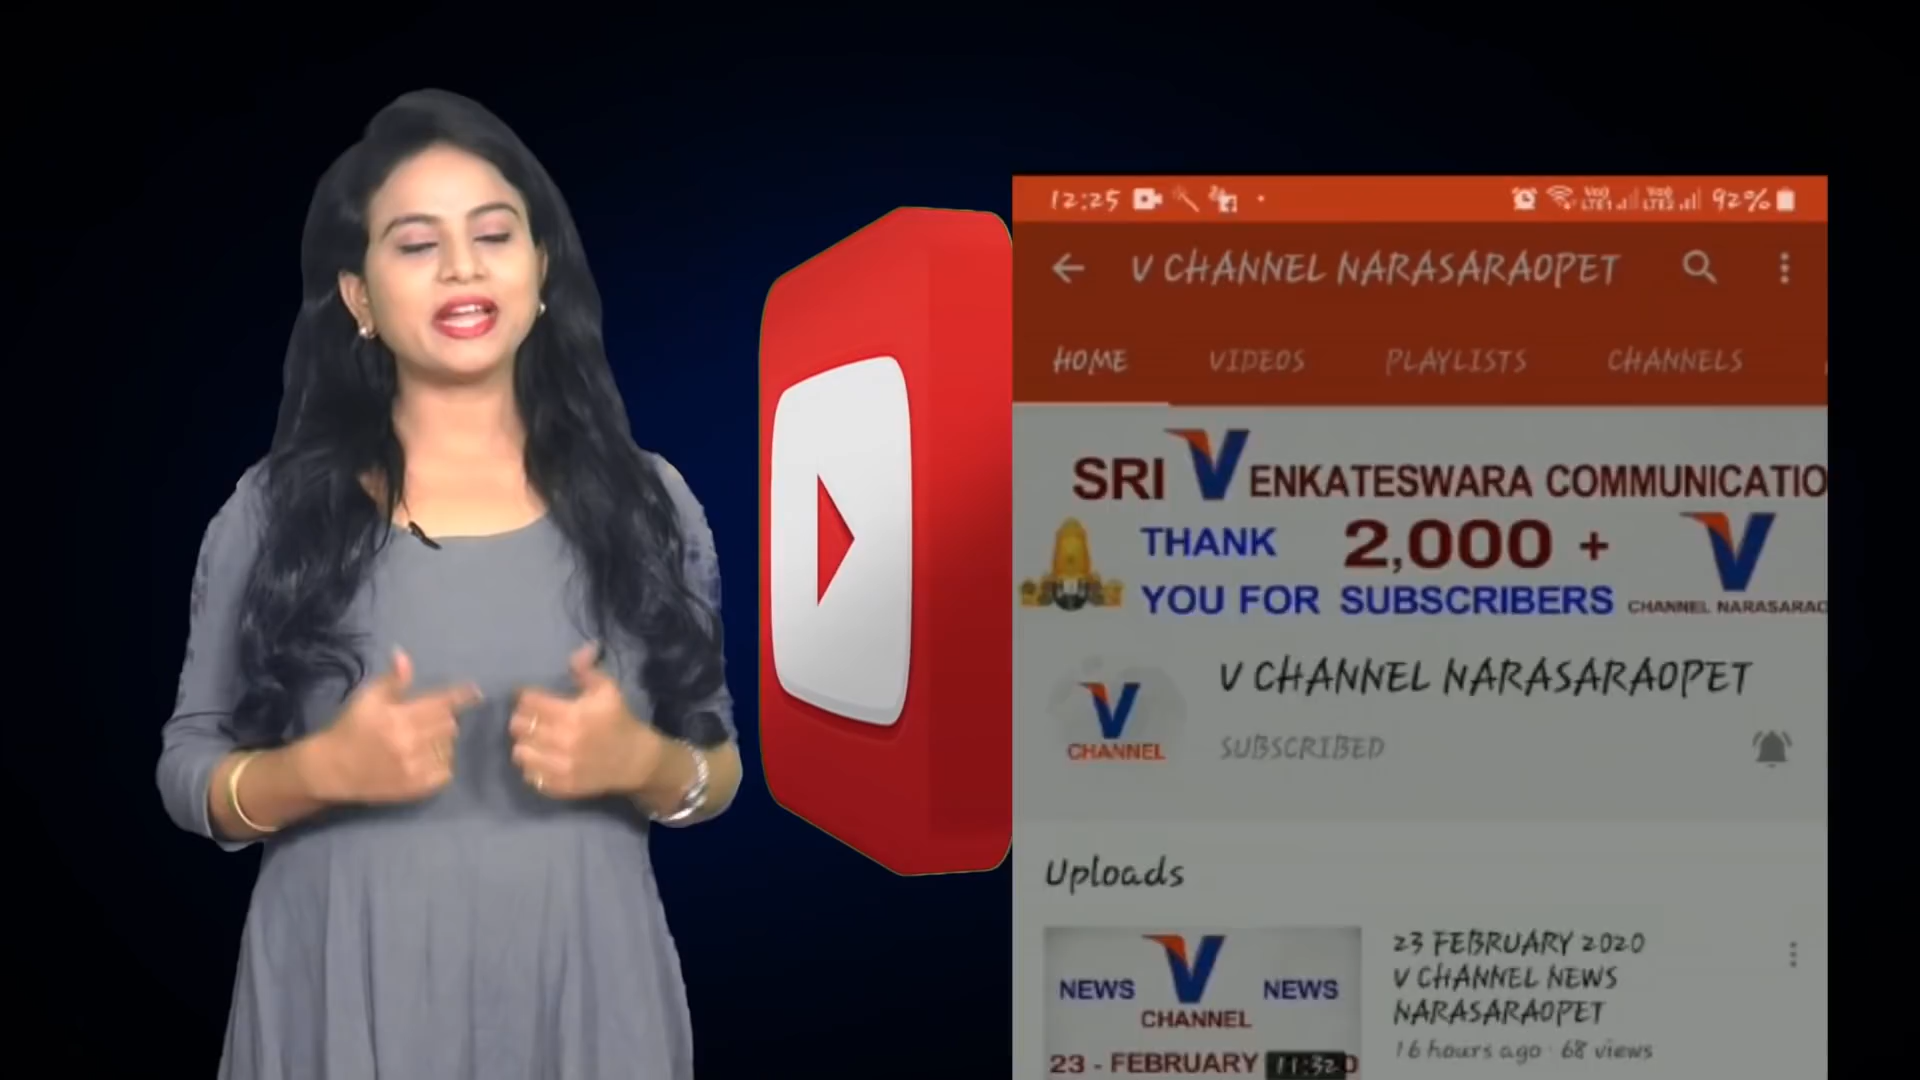 12:25
92%
V CHANNEL NARASARAOPET
HOME VIDEOS PLAYLISTS CHANNELS
SRI VENKATESWARA COMMUNICATIO
THANK 2,000 +
YOU FOR SUBSCRIBERS
CHANNEL NARASARAO
V CHANNEL NARASARAOPET
SUBSCRIBED
V
CHANNEL
Uploads
NEWS V NEWS
CHANNEL
23 - FEBRUARY
11:32
23 FEBRUARY 2020
V CHANNEL NEWS
NARASARAOPET
16 hours ago · 68 views